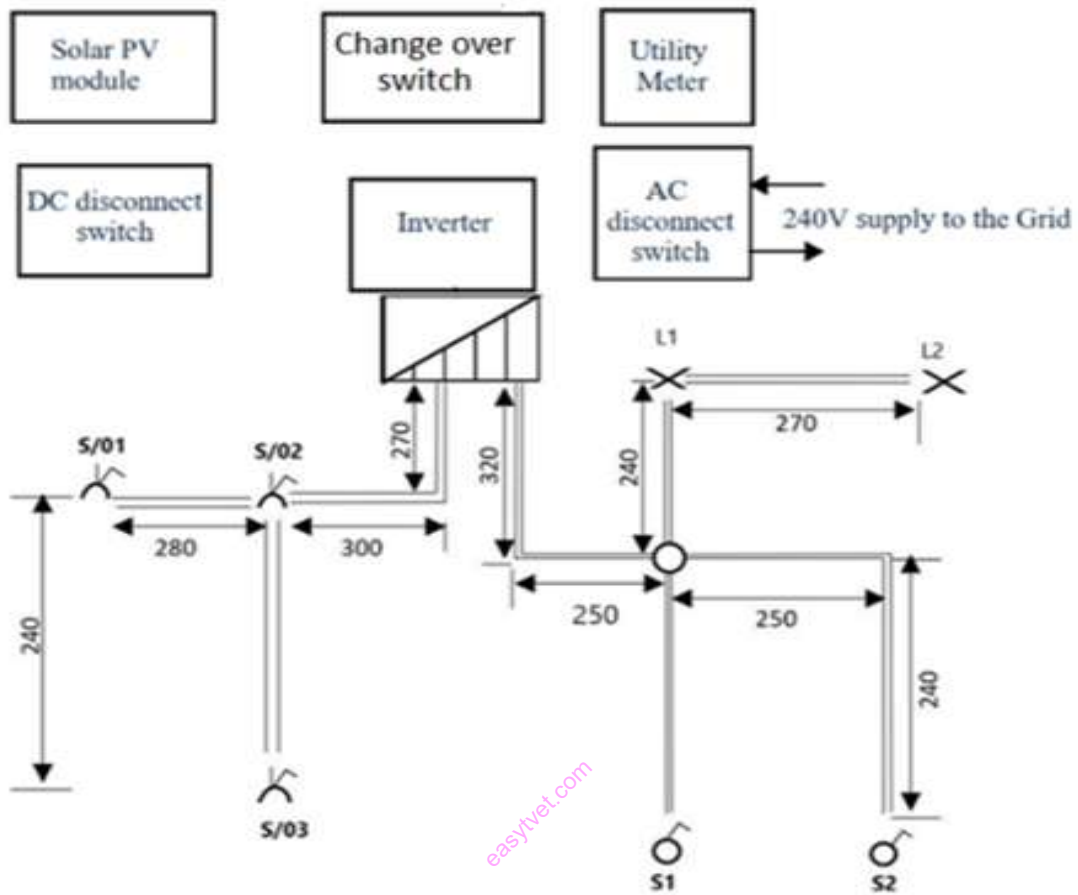 Solar PV
module
Change over
switch
Utility
Meter
DC disconnect
switch
Inverter
AC
disconnect
switch
240V supply to the Grid
L1
L2
270
270
320
240
S/01
S/02
280
300
250
250
240
240
S/03
easytvet.com
S1
S2